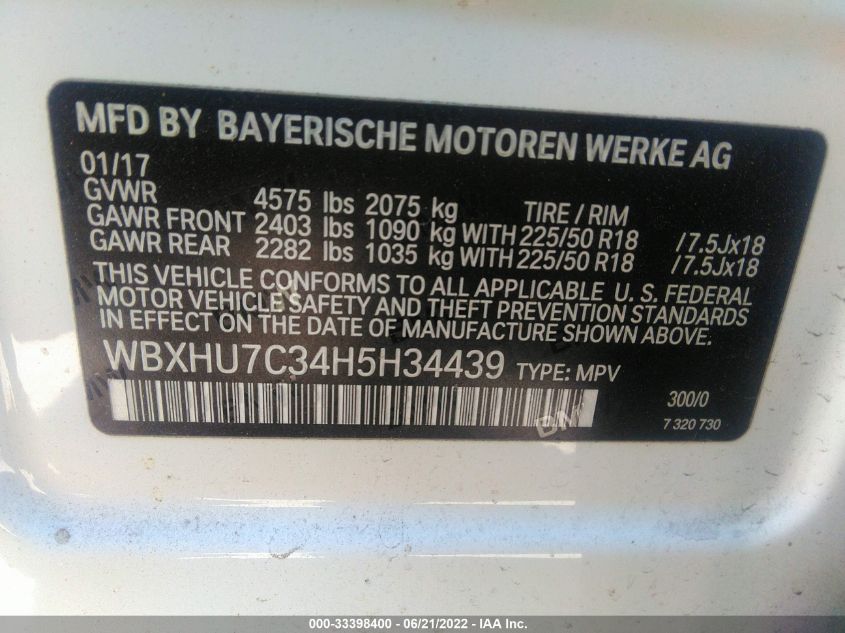 MFD BY BAYERISCHE MOTOREN WERKE AG
01/17
GVWR 4575 lbs 2075 kg TIRE / RIM
GAWR FRONT 2403 lbs 1090 kg WITH 225/50 R18 /7.5Jx18
GAWR REAR 2282 lbs 1035 kg WITH 225/50 R18 /7.5Jx18
THIS VEHICLE CONFORMS TO ALL APPLICABLE U. S. FEDERAL
MOTOR VEHICLE SAFETY AND THEFT PREVENTION STANDARDS
IN EFFECT ON THE DATE OF MANUFACTURE SHOWN ABOVE.
WBXHU7C34H5H34439 TYPE: MPV
300/0
7 320 730
000-33398400 / 06/21/2022 / IAA Inc.